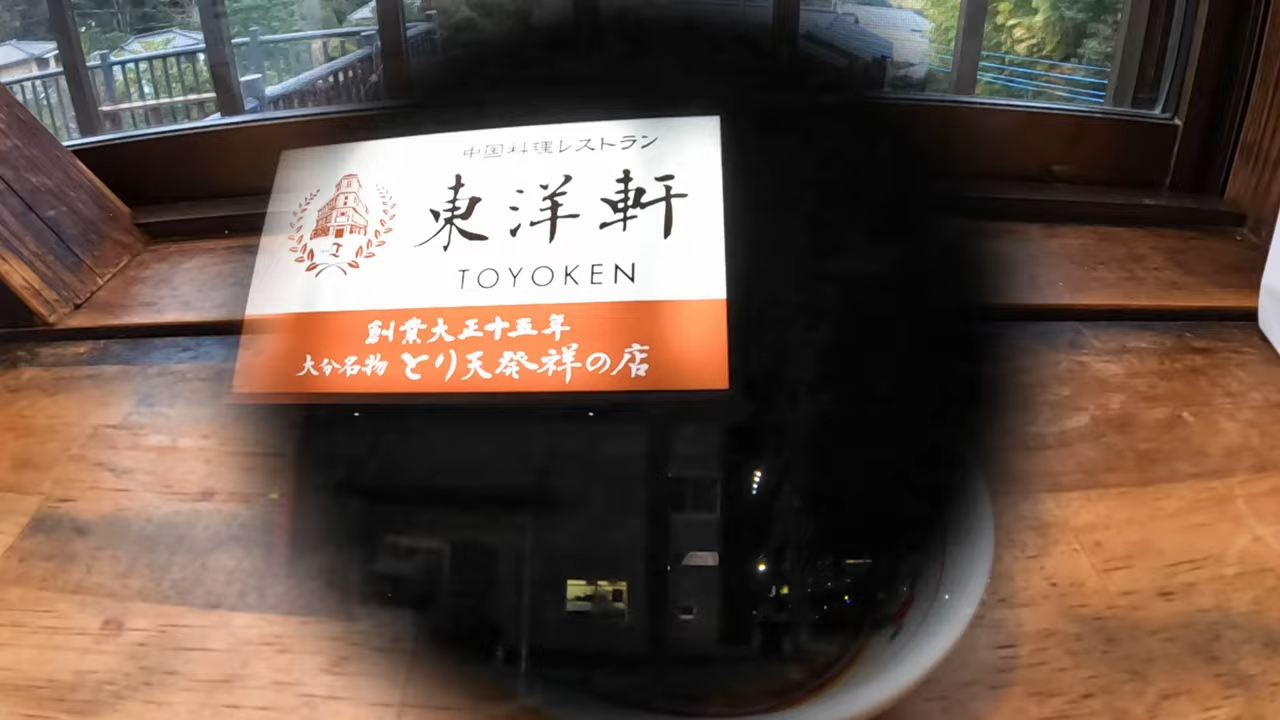 中国料理レストラン
東洋軒
TOYOKEN
創業大正十五年
大分名物 とり天発祥の店